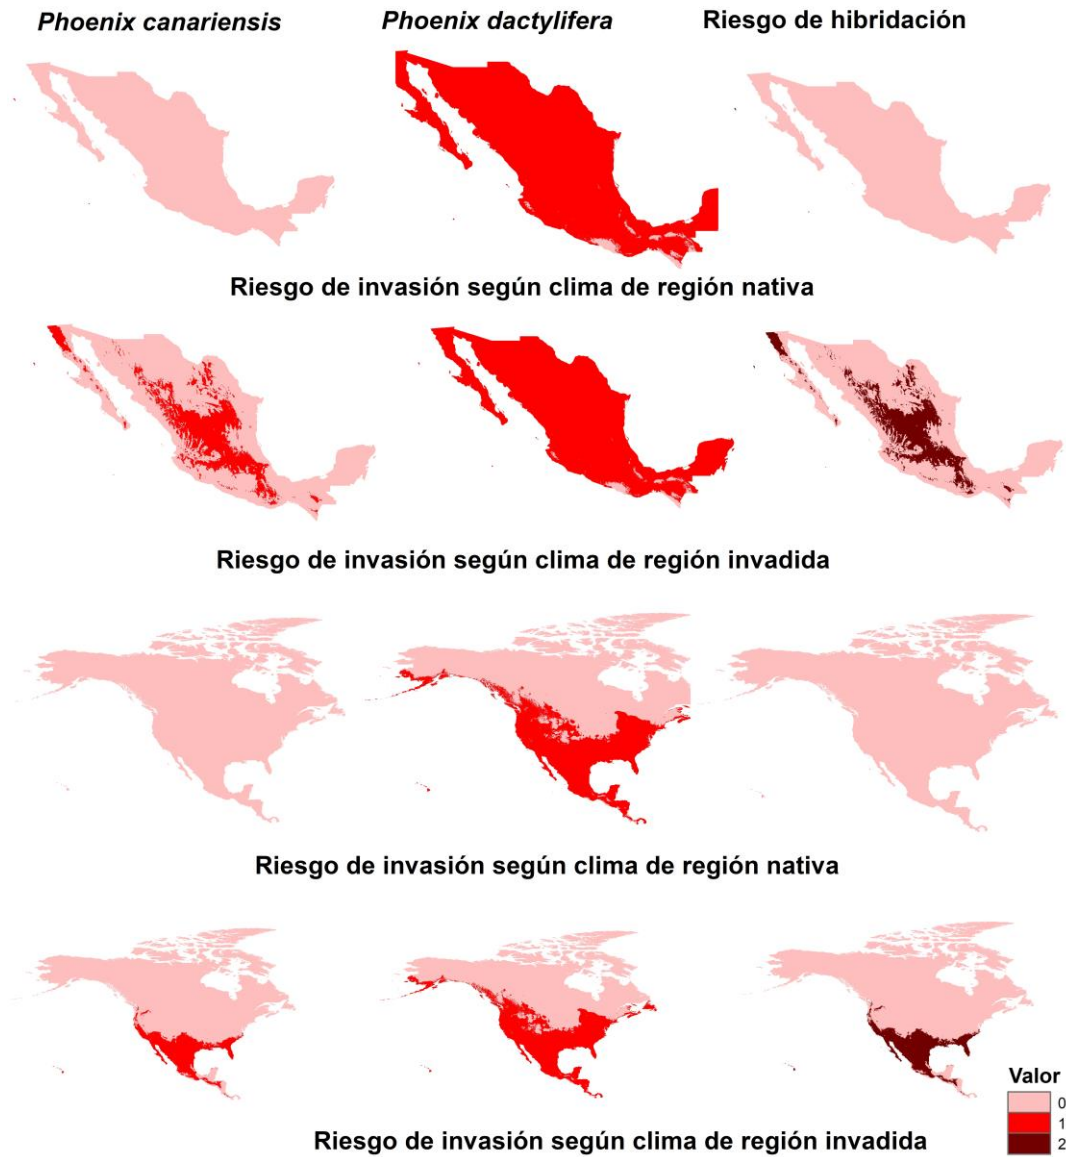 Phoenix canariensis
Phoenix dactylifera
Riesgo de hibridación
Riesgo de invasión según clima de región nativa
Riesgo de invasión según clima de región invadida
Riesgo de invasión según clima de región nativa
Riesgo de invasión según clima de región invadida
Valor
0
1
2